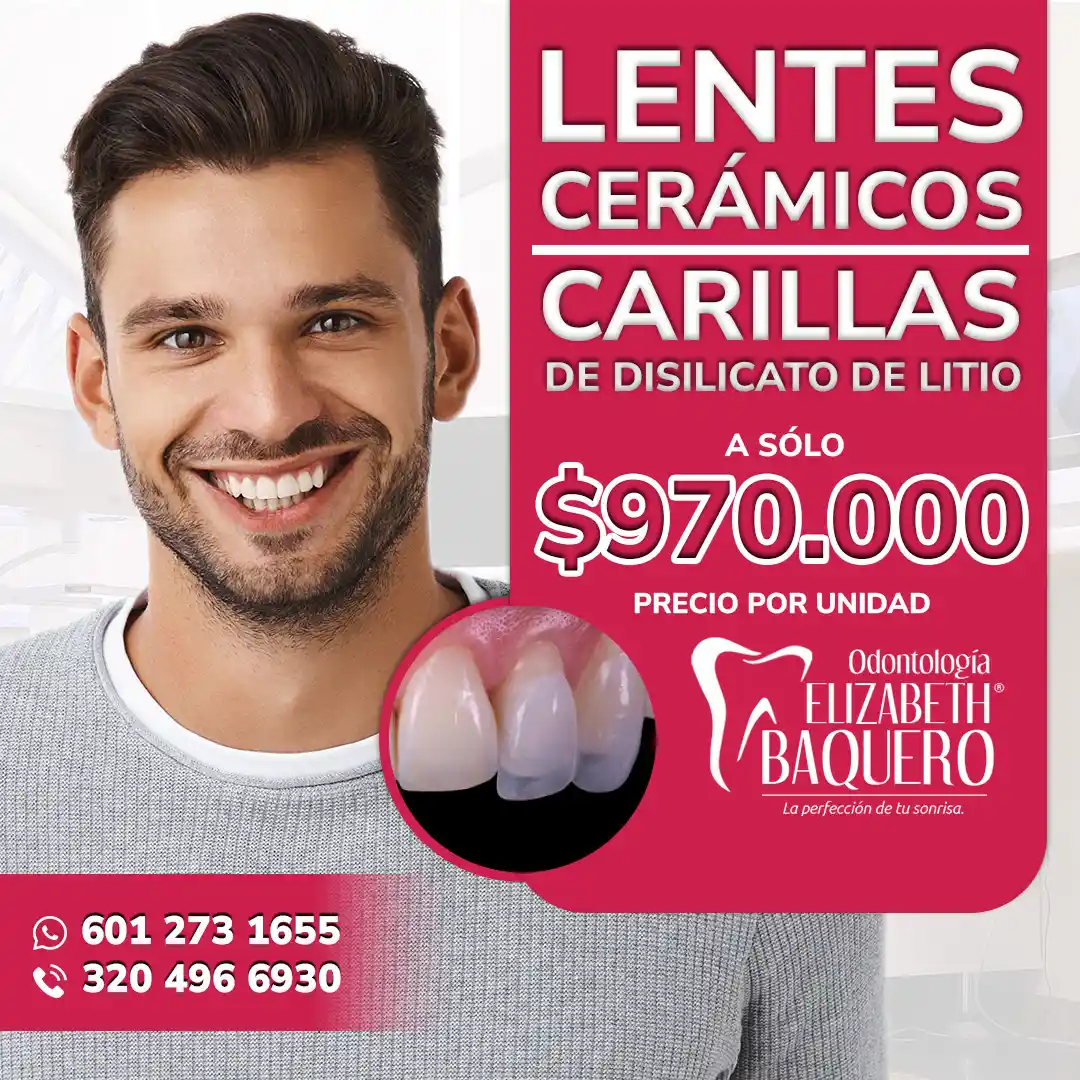 LENTES
CERÁMICOS
CARILLAS
DE DISILICATO DE LITIO
A SÓLO
$970.000
PRECIO POR UNIDAD
Odontología
ELIZABETH®
BAQUERO
La perfección de tu sonrisa.
601 273 1655
320 496 6930